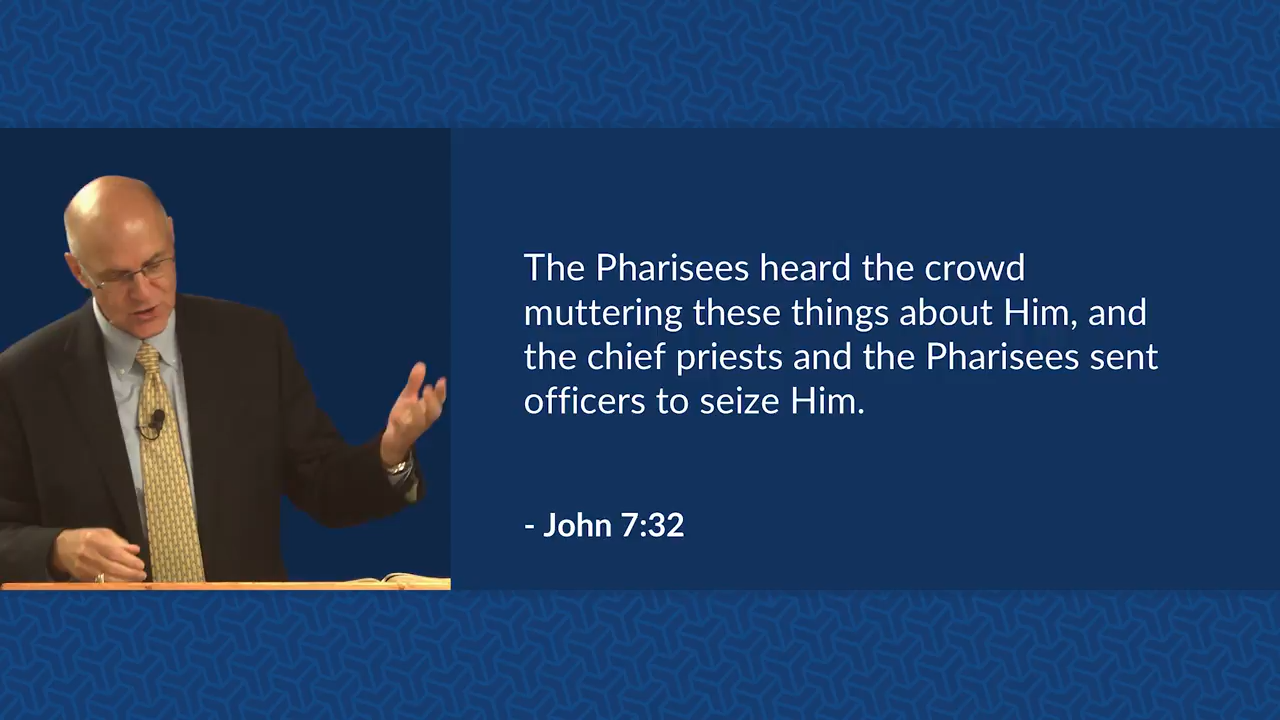 The Pharisees heard the crowd
muttering these things about Him, and
the chief priests and the Pharisees sent
officers to seize Him.
- John 7:32